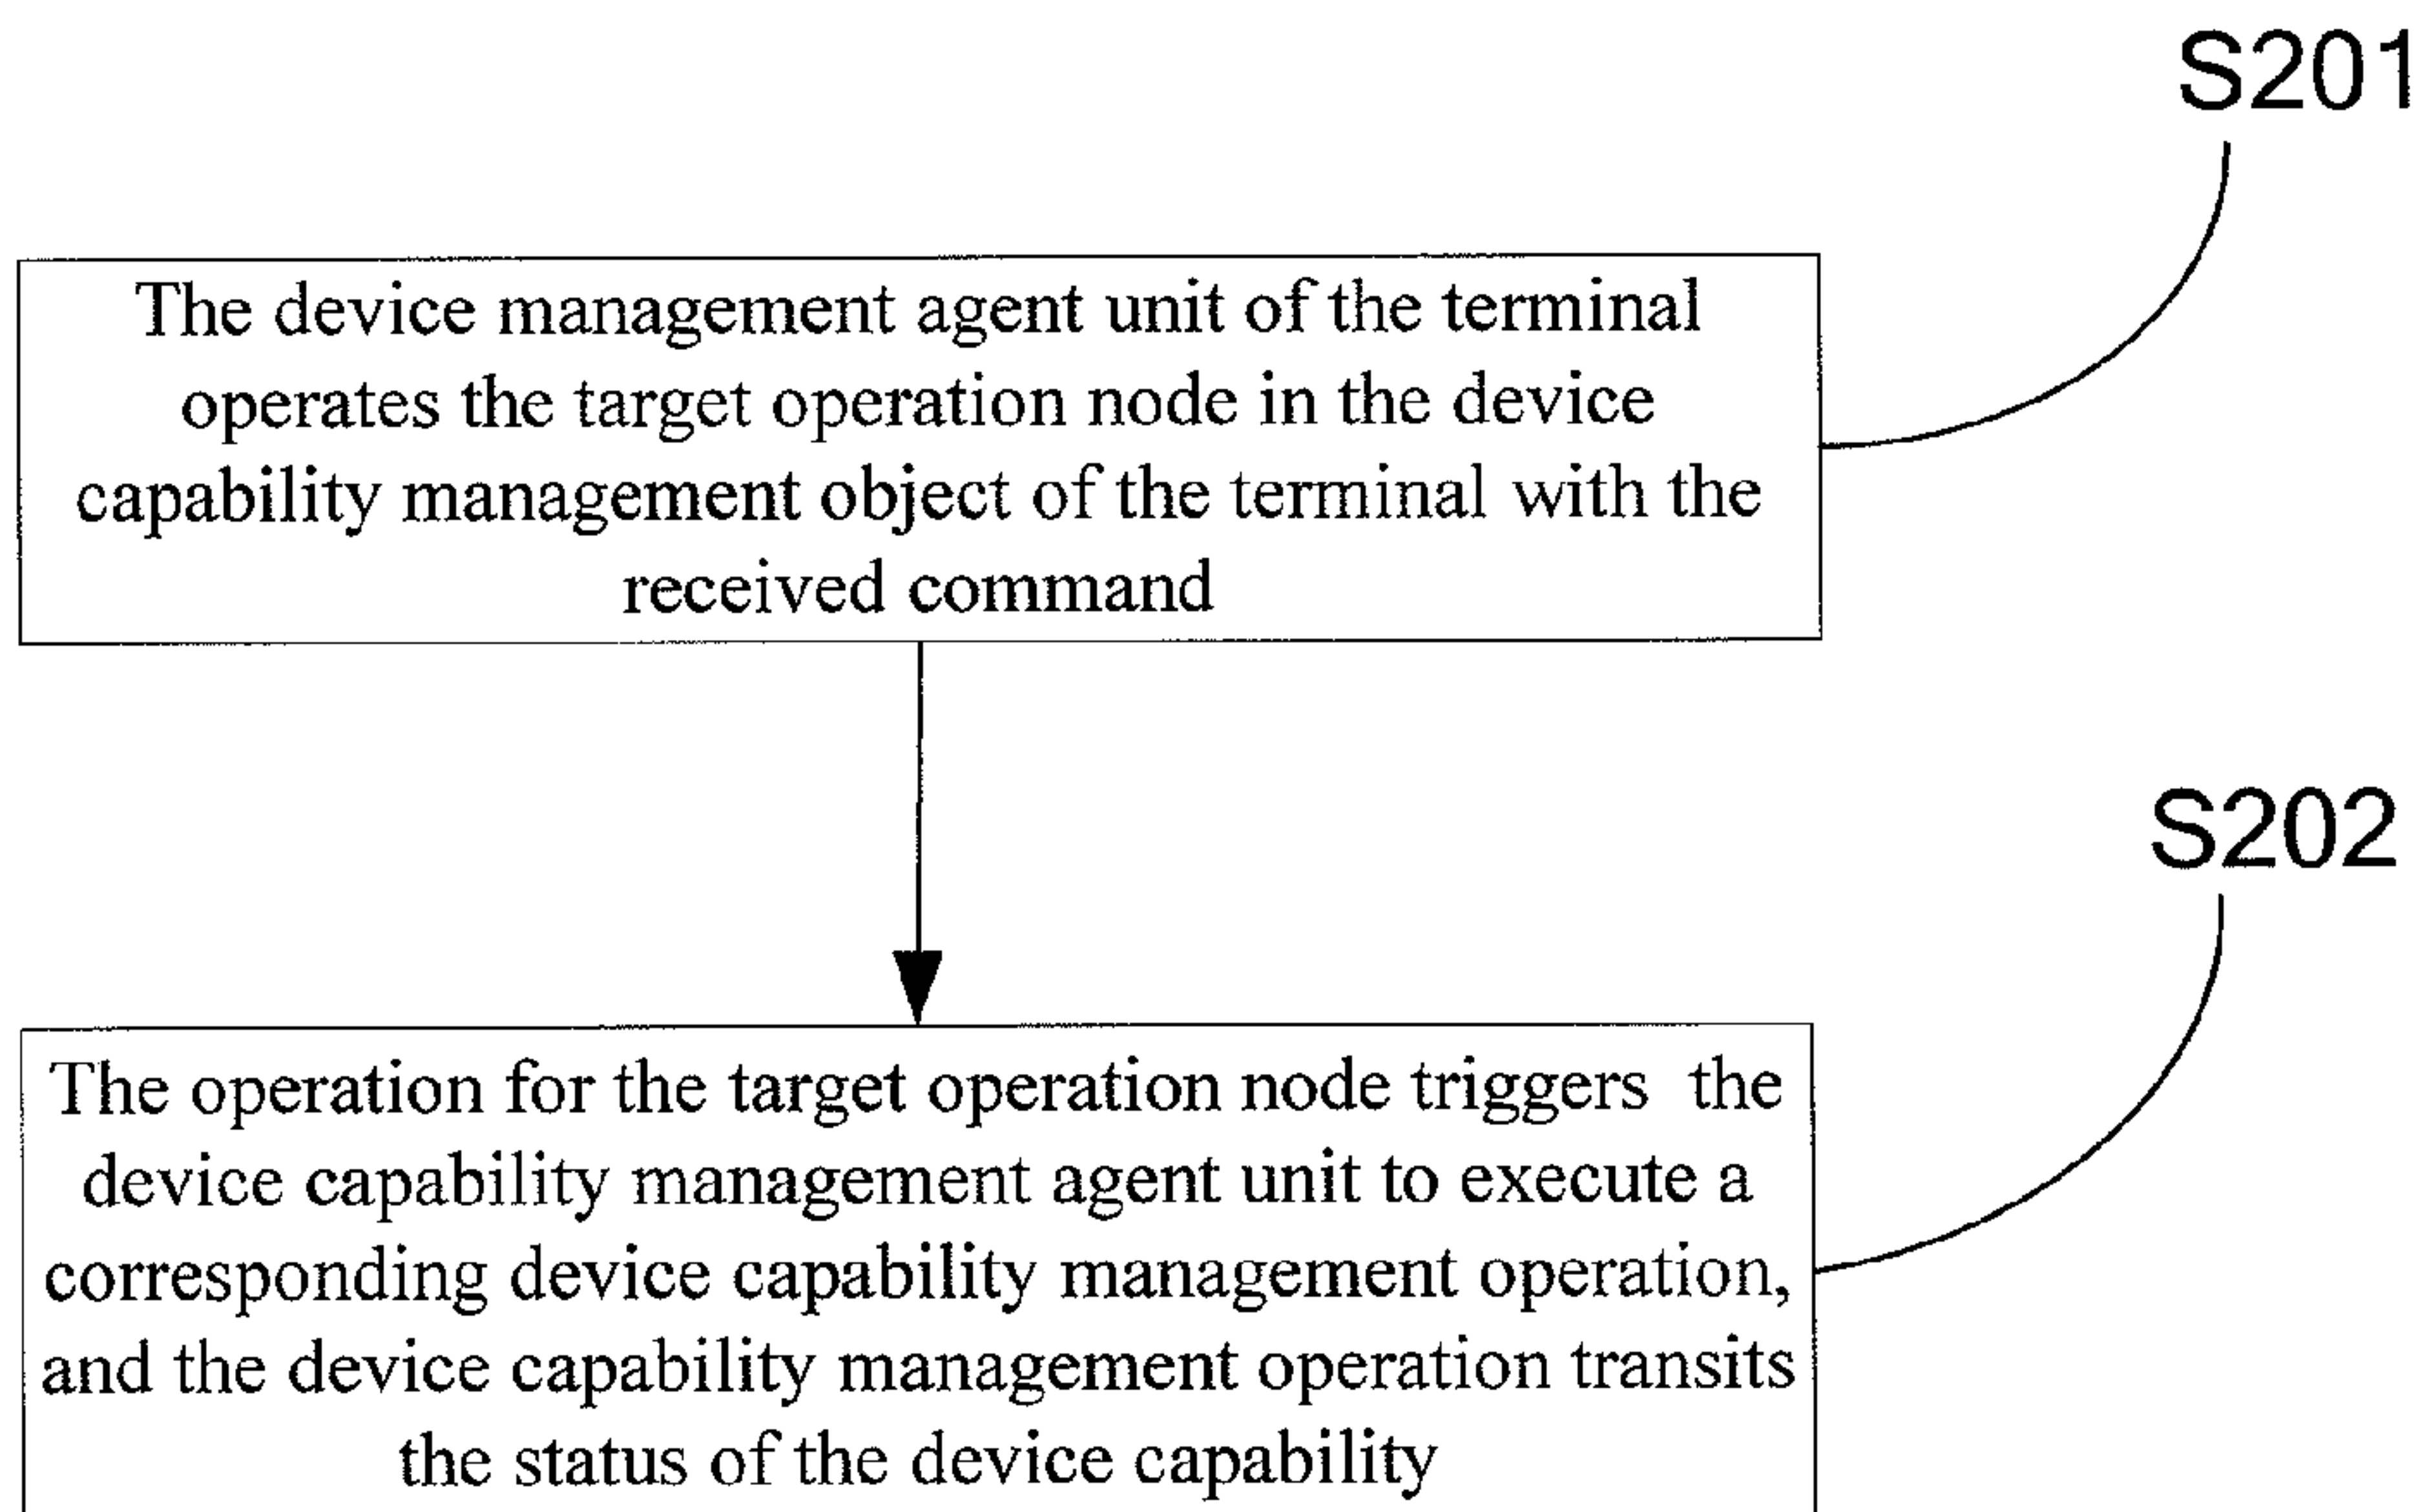 S201
The device management agent unit of the terminal
operates the target operation node in the device
capability management object of the terminal with the
received command
S202
The operation for the target operation node triggers the
device capability management agent unit to execute a
corresponding device capability management operation,
and the device capability management operation transits
the status of the device capability